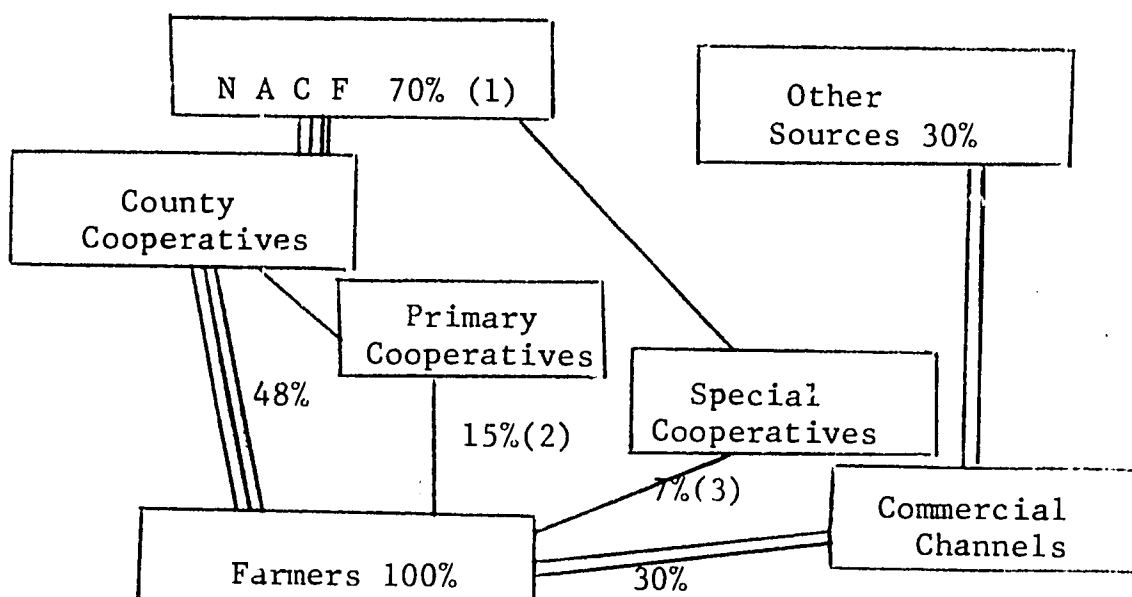 N A C F 70% (1)
Other
Sources 30%
County
Cooperatives
Primary
Cooperatives
48%
15%(2)
Special
Cooperatives
7%(3)
Commercial
Channels
Farmers 100%
30%